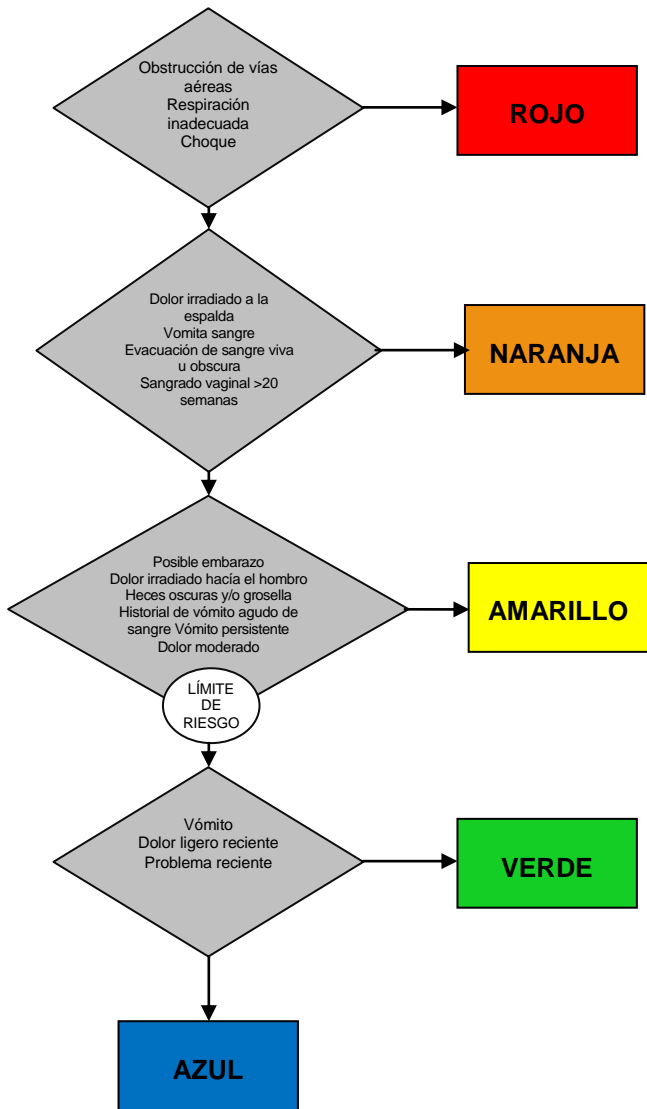 Obstrucción de vías
aéreas
Respiración
inadecuada
Choque
ROJO
Dolor irradiado a la
espalda
Vomita sangre
Evacuación de sangre viva
u obscura
Sangrado vaginal >20
semanas
NARANJA
Posible embarazo
Dolor irradiado hacía el hombro
Heces oscuras y/o grosella
Historial de vómito agudo de
sangre Vómito persistente
Dolor moderado
AMARILLO
LÍMITE
DE
RIESGO
Vómito
Dolor ligero reciente
Problema reciente
VERDE
AZUL